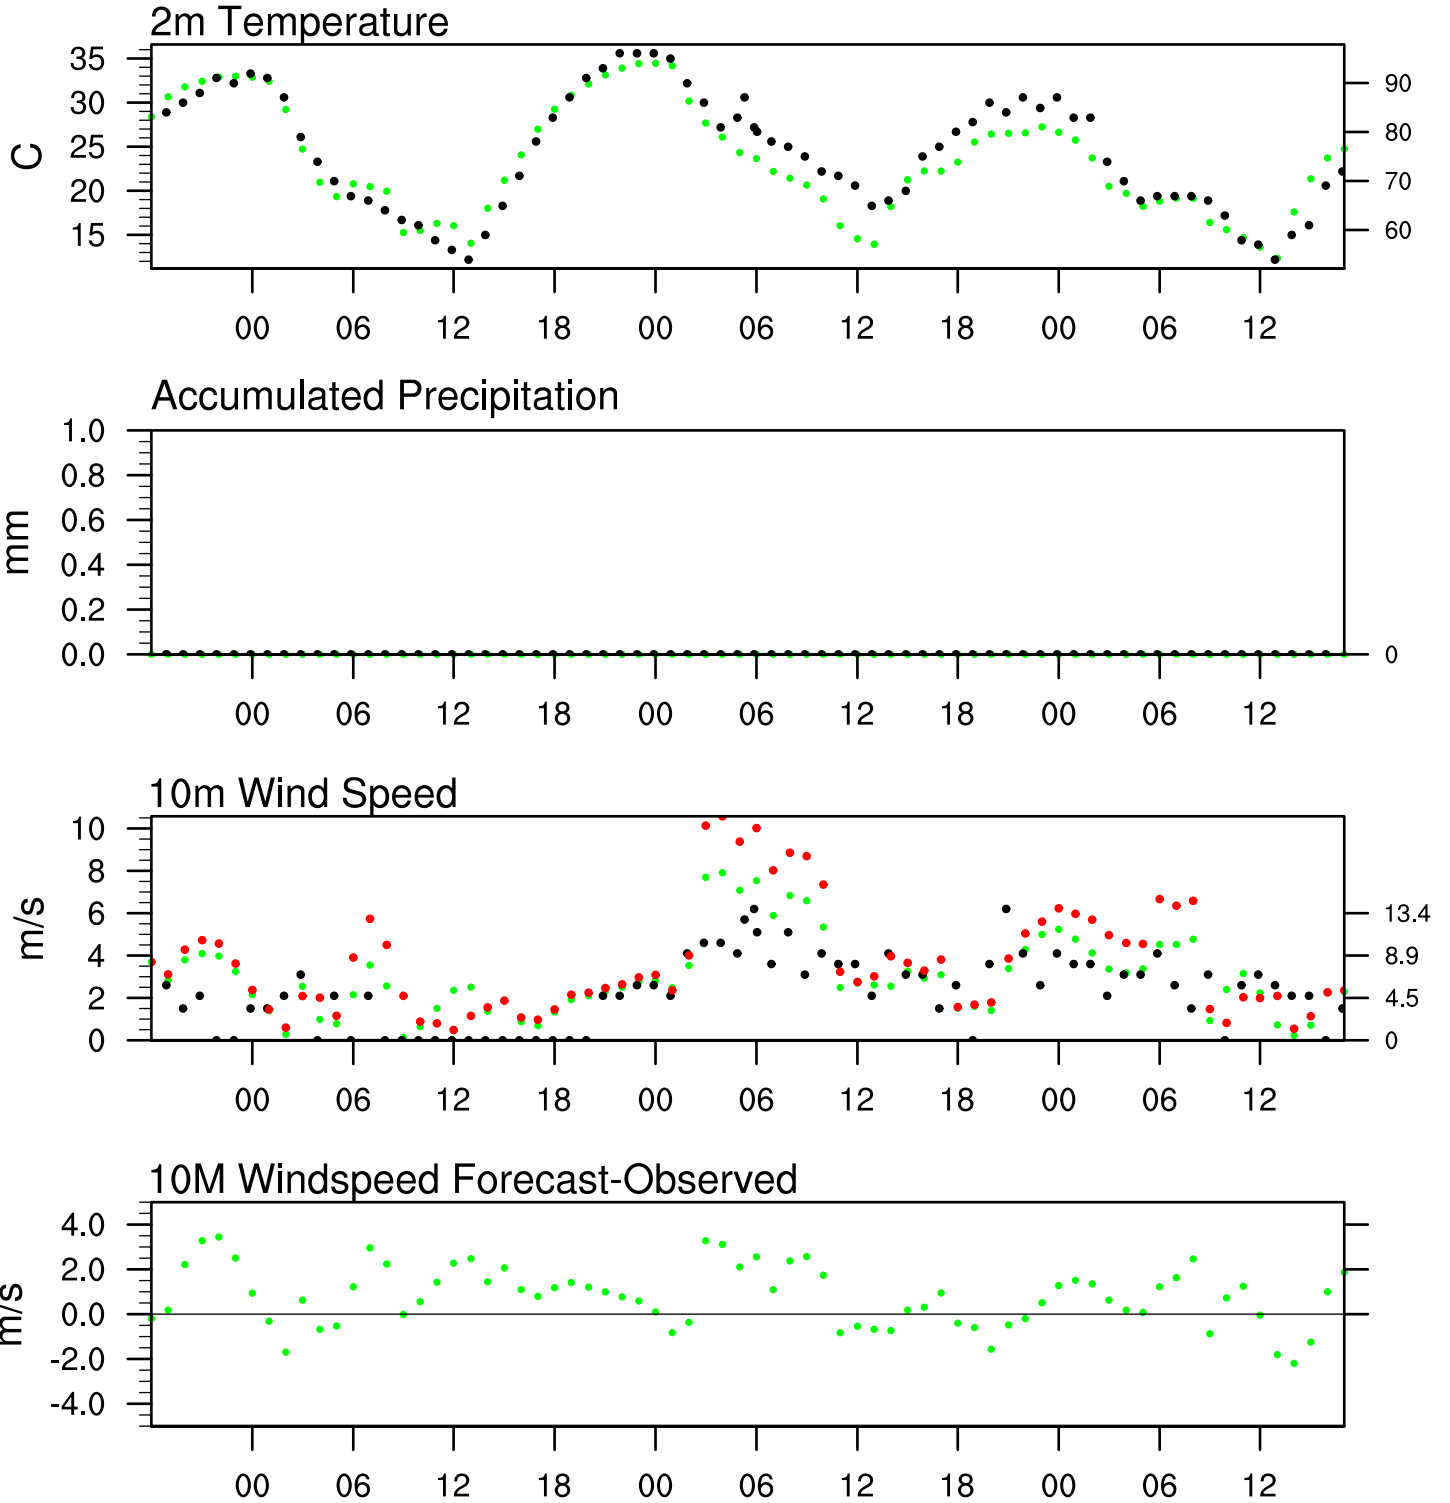 2m Temperature
35
30
25
20
15
C
90
80
70
60
00 06 12 18 00 06 12 18 00 06 12
Accumulated Precipitation
1.0
0.8
0.6
0.4
0.2
0.0
mm
0
00 06 12 18 00 06 12 18 00 06 12
10m Wind Speed
10
8
6
4
2
0
m/s
13.4
8.9
4.5
0
00 06 12 18 00 06 12 18 00 06 12
10M Windspeed Forecast-Observed
4.0
2.0
0.0
-2.0
-4.0
m/s
00 06 12 18 00 06 12 18 00 06 12